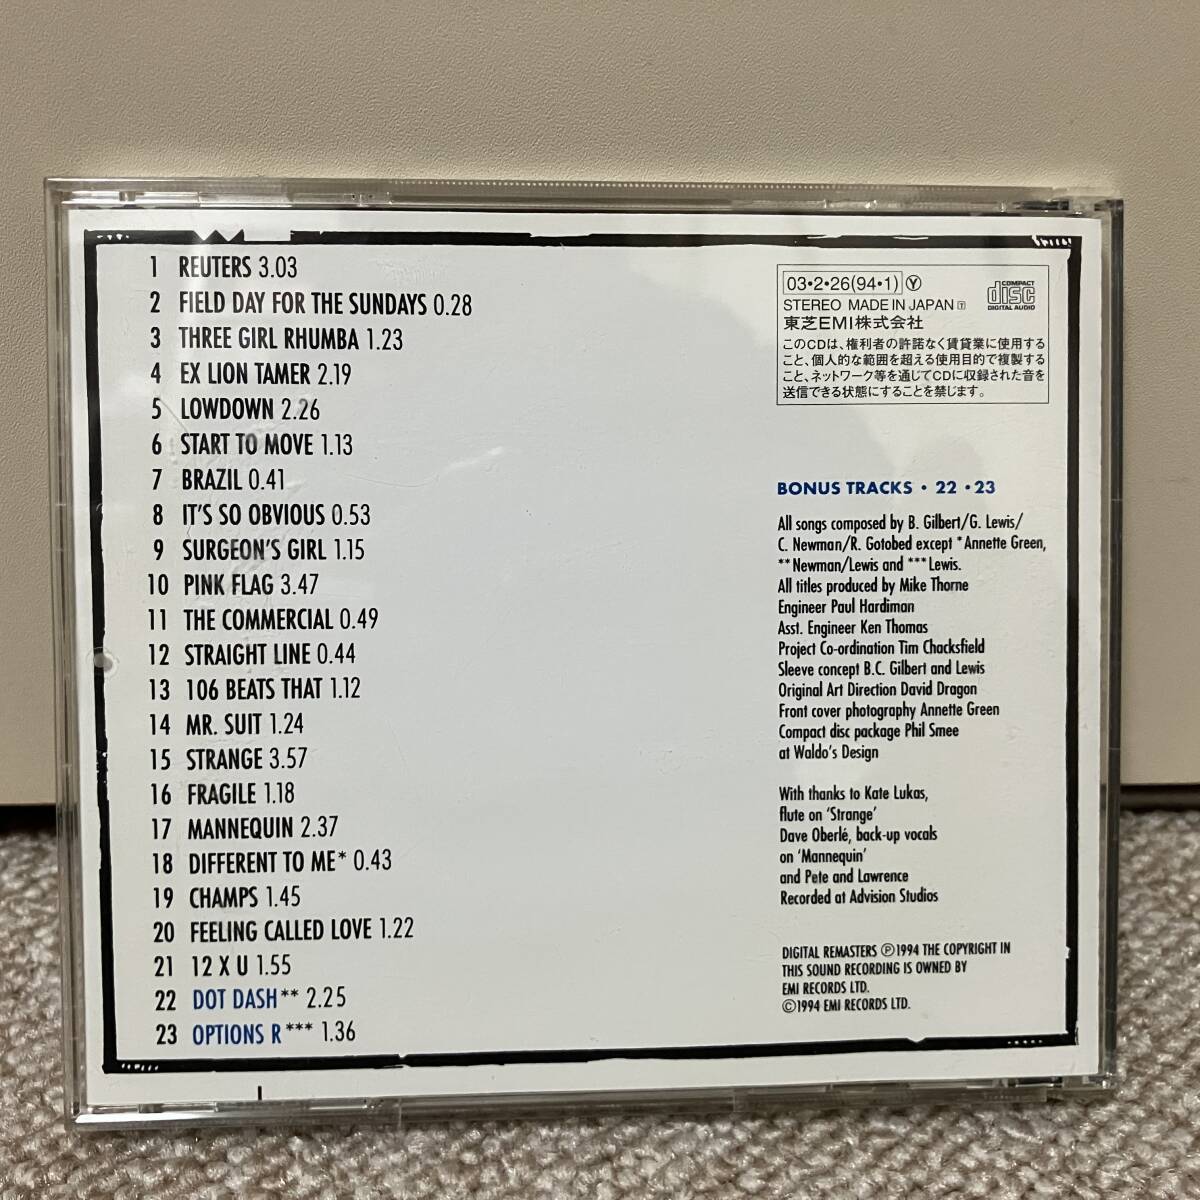 1 REUTERS 3.03
2 FIELD DAY FOR THE SUNDAYS 0.28
3 THREE GIRL RHUMBA 1.23
4 EX LION TAMER 2.19
5 LOWDOWN 2.26
6 START TO MOVE 1.13
7 BRAZIL 0.41
8 IT'S SO OBVIOUS 0.53
9 SURGEON'S GIRL 1.15
10 PINK FLAG 3.47
11 THE COMMERCIAL 0.49
12 STRAIGHT LINE 0.44
13 106 BEATS THAT 1.12
14 MR. SUIT 1.24
15 STRANGE 3.57
16 FRAGILE 1.18
17 MANNEQUIN 2.37
18 DIFFERENT TO ME* 0.43
19 CHAMPS 1.45
20 FEELING CALLED LOVE 1.22
21 12 X U 1.55
22 DOT DASH** 2.25
23 OPTIONS R*** 1.36
03•2•26(94•1) Ⓨ
STEREO MADE IN JAPAN
東芝EMI株式会社
COMPACT
disc
DIGITAL AUDIO
このCDは、権利者の許諾なく賃貸業に使用する
こと、個人的な範囲を超える使用目的で複製する
こと、ネットワーク等を通じてCDに収録された音を
送信できる状態にすることを禁じます。
BONUS TRACKS • 22 • 23
All songs composed by B. Gilbert/G. Lewis/
C. Newman/R. Gotobed except *Annette Green,
**Newman/Lewis and ***Lewis.
All titles produced by Mike Thorne
Engineer Paul Hardiman
Asst. Engineer Ken Thomas
Project Co-ordination Tim Chacksfield
Sleeve concept B.C. Gilbert and Lewis
Original Art Direction David Dragon
Front cover photography Annette Green
Compact disc package Phil Smee
at Waldo's Design
With thanks to Kate Lukas,
flute on 'Strange'
Dave Oberlé, back-up vocals
on 'Mannequin'
and Pete and Lawrence
Recorded at Advision Studios
DIGITAL REMASTERS Ⓟ1994 THE COPYRIGHT IN
THIS SOUND RECORDING IS OWNED BY
EMI RECORDS LTD.
©1994 EMI RECORDS LTD.